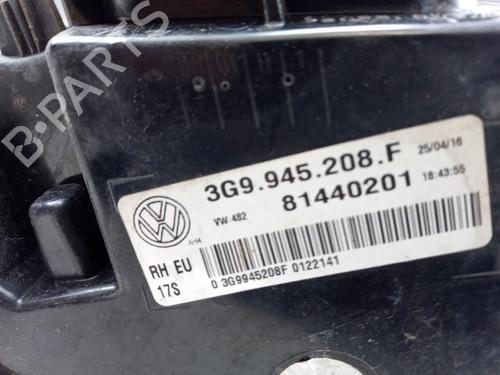 3G9.945.208.F 25/04/16
VW 482 81440201 18:43:55
RH EU
17S 0 3G9945208F 0122141
B-PARTS